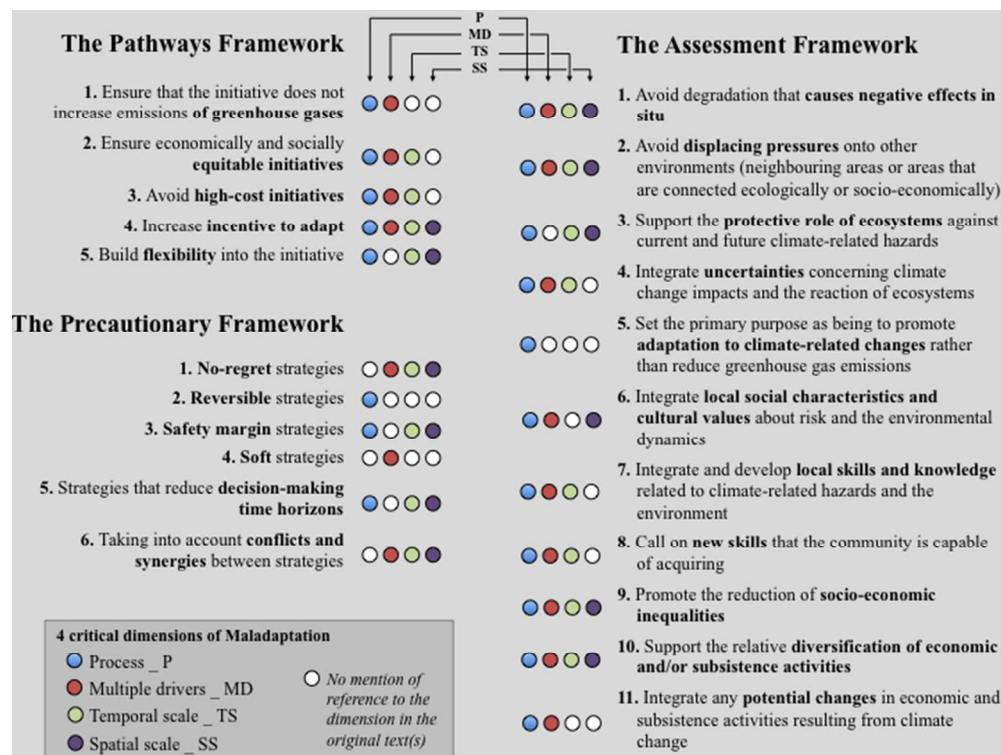 P
MD
TS
SS
The Pathways Framework
1. Ensure that the initiative does not
increase emissions of greenhouse gases
2. Ensure economically and socially
equitable initiatives
3. Avoid high-cost initiatives
4. Increase incentive to adapt
5. Build flexibility into the initiative
The Precautionary Framework
1. No-regret strategies
2. Reversible strategies
3. Safety margin strategies
4. Soft strategies
5. Strategies that reduce decision-making
time horizons
6. Taking into account conflicts and
synergies between strategies
4 critical dimensions of Maladaptation
Process _ P
Multiple drivers _ MD
Temporal scale _ TS
Spatial scale _ SS
No mention of
reference to the
dimension in the
original text(s)
The Assessment Framework
1. Avoid degradation that causes negative effects in
situ
2. Avoid displacing pressures onto other
environments (neighbouring areas or areas that
are connected ecologically or socio-economically)
3. Support the protective role of ecosystems against
current and future climate-related hazards
4. Integrate uncertainties concerning climate
change impacts and the reaction of ecosystems
5. Set the primary purpose as being to promote
adaptation to climate-related changes rather
than reduce greenhouse gas emissions
6. Integrate local social characteristics and
cultural values about risk and the environmental
dynamics
7. Integrate and develop local skills and knowledge
related to climate-related hazards and the
environment
8. Call on new skills that the community is capable
of acquiring
9. Promote the reduction of socio-economic
inequalities
10. Support the relative diversification of economic
and/or subsistence activities
11. Integrate any potential changes in economic and
subsistence activities resulting from climate
change